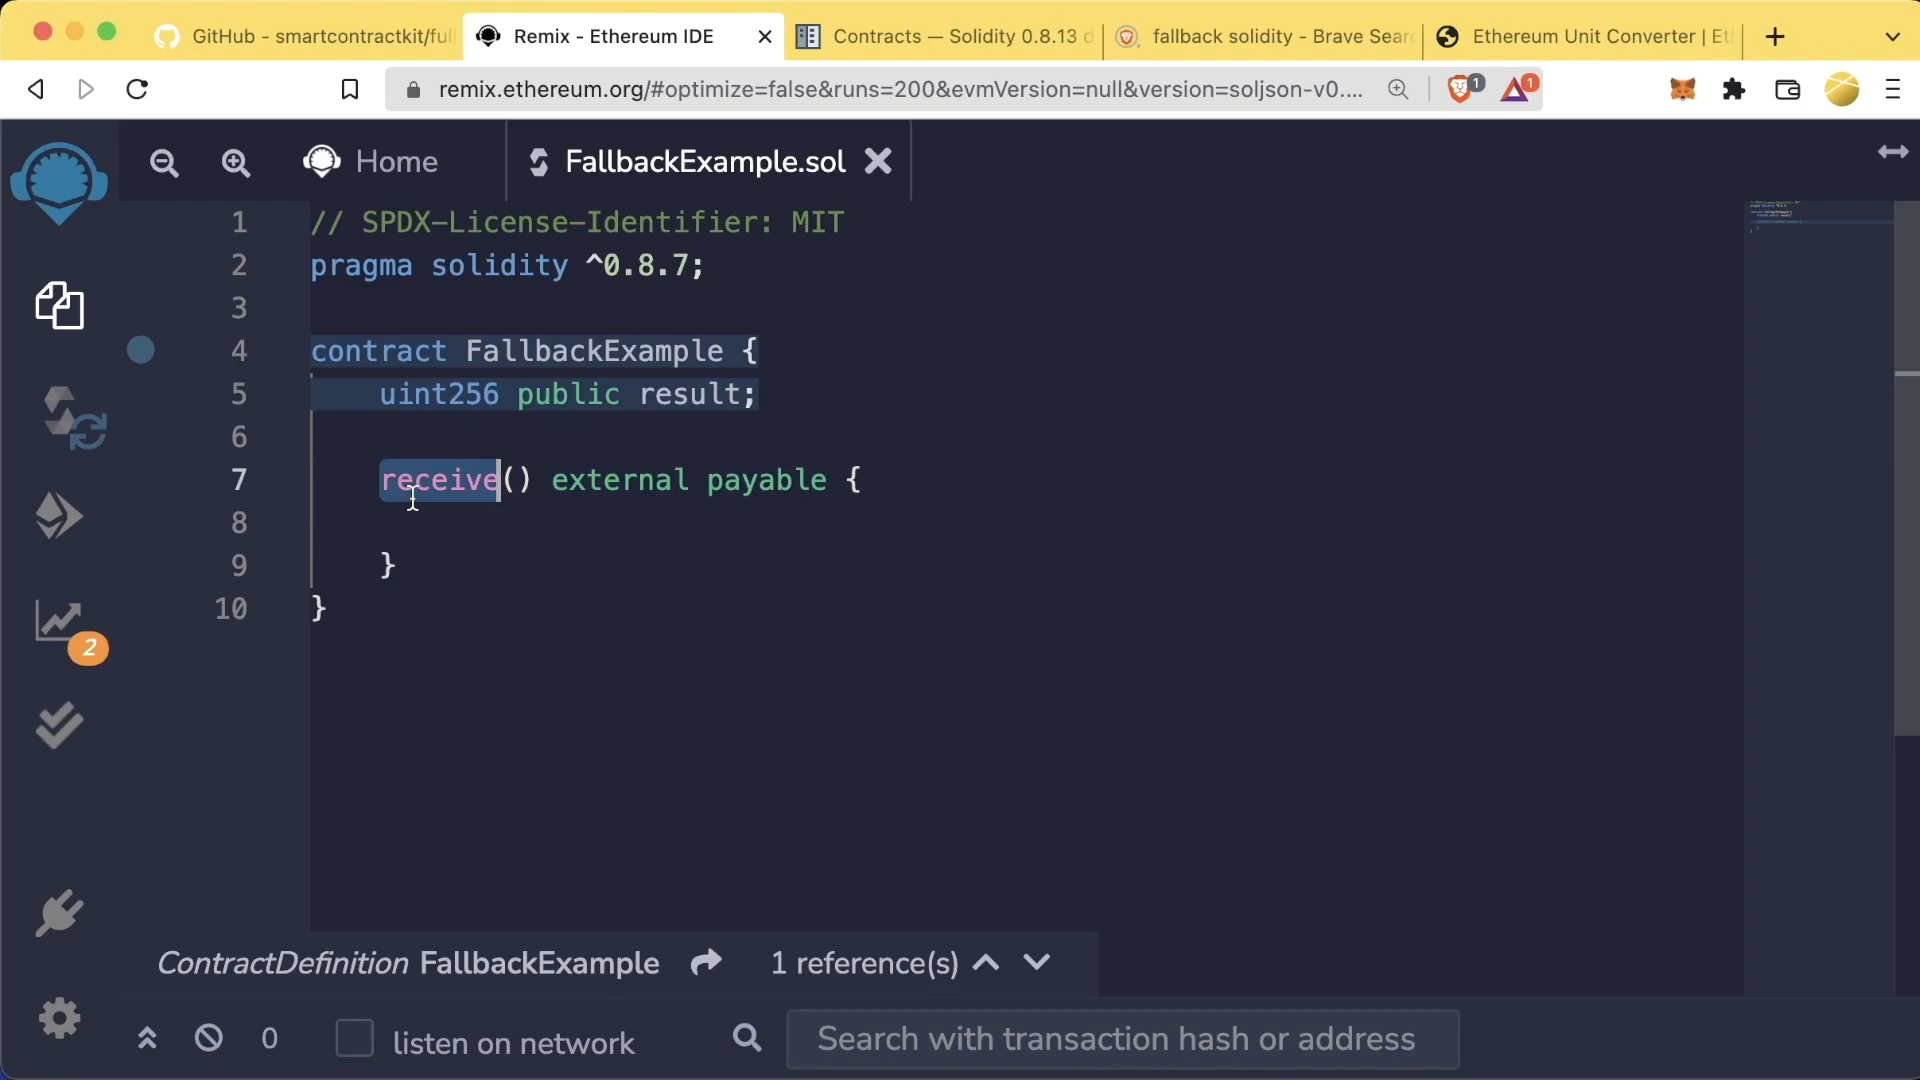 GitHub - smartcontractkit/full
Remix - Ethereum IDE
Contracts — Solidity 0.8.13 d
fallback solidity - Brave Sear
Ethereum Unit Converter | Et
remix.ethereum.org/#optimize=false&runs=200&evmVersion=null&version=soljson-v0....
1
1
Home
FallbackExample.sol
1 // SPDX-License-Identifier: MIT
2 pragma solidity ^0.8.7;
3
4 contract FallbackExample {
5 uint256 public result;
6
7 receive() external payable {
8
9 }
10 }
2
ContractDefinition FallbackExample 1 reference(s)
0 listen on network Search with transaction hash or address